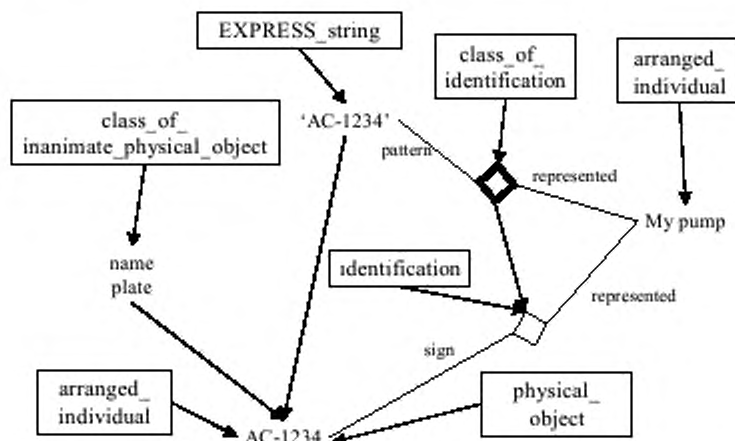 EXPRESS_string
class_of_
identification
arranged_
individual
class_of_
inanimate_physical_object
'AC-1234'
pattern
represented
My pump
name
plate
identification
represented
sign
arranged_
individual
physical_
object
AC-1234